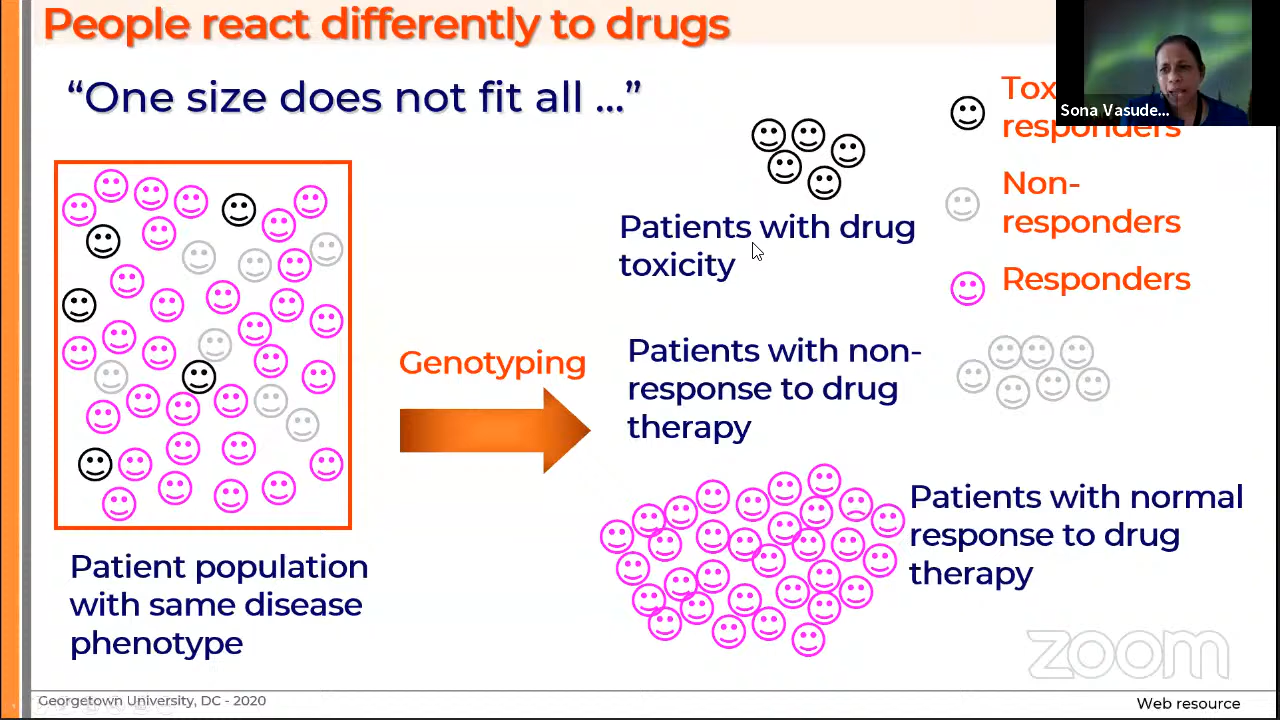 People react differently to drugs
“One size does not fit all ...”
Sona Vasude...
responders
Non-
responders
Responders
Patients with drug
toxicity
Genotyping
Patients with non-
response to drug
therapy
Patients with normal
response to drug
therapy
Patient population
with same disease
phenotype
zoom
Georgetown University, DC - 2020
Web resource